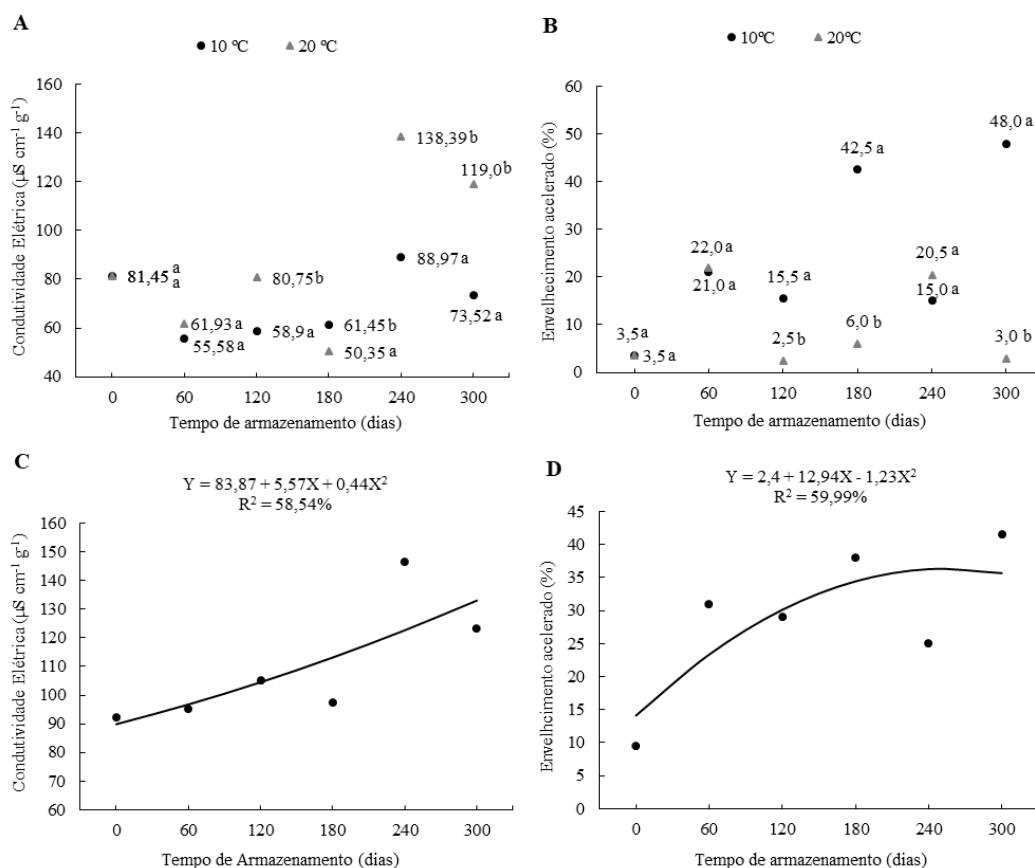 A
10 ºC 20 ºC
Condutividade Elétrica (µS cm-1 g-1)
160
140
120
100
80
60
40
81,45 a
a
61,93 a
55,58 a
80,75 b
58,9 a
61,45 b
50,35 a
138,39 b
88,97 a
119,0 b
73,52 a
0 60 120 180 240 300
Tempo de armazenamento (dias)
B
10ºC 20ºC
Envelhecimento acelerado (%)
60
50
40
30
20
10
0
3,5 a
3,5 a
22,0 a
21,0 a
15,5 a
2,5 b
42,5 a
6,0 b
20,5 a
15,0 a
48,0 a
3,0 b
0 60 120 180 240 300
Tempo de armazenamento (dias)
C
Y = 83,87 + 5,57X + 0,44X²
R² = 58,54%
Condutividade Elétrica (µS cm-1 g-1)
160
150
140
130
120
110
100
90
80
70
60
0 60 120 180 240 300
Tempo de Armazenamento (dias)
D
Y = 2,4 + 12,94X - 1,23X²
R² = 59,99%
Envelhecimento acelerado (%)
45
40
35
30
25
20
15
10
5
0
0 60 120 180 240 300
Tempo de armazenamento (dias)